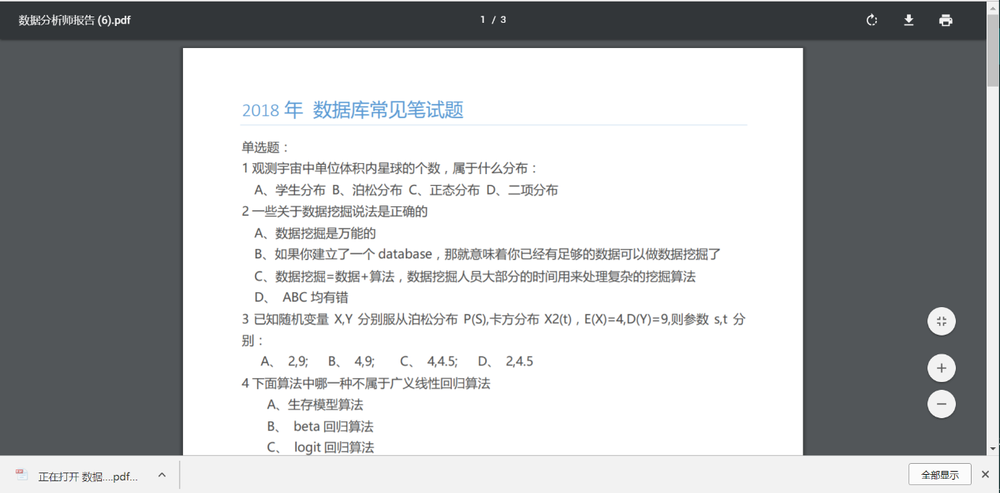 数据分析师报告 (6).pdf
1 / 3
2018 年 数据库常见笔试题
单选题：
1 观测宇宙中单位体积内星球的个数，属于什么分布：
A、学生分布 B、泊松分布 C、正态分布 D、二项分布
2 一些关于数据挖掘说法是正确的
A、数据挖掘是万能的
B、如果你建立了一个 database，那就意味着你已经有足够的数据可以做数据挖掘了
C、数据挖掘=数据+算法，数据挖掘人员大部分的时间用来处理复杂的挖掘算法
D、 ABC 均有错
3 已知随机变量 X,Y 分别服从泊松分布 P(S),卡方分布 X2(t)，E(X)=4,D(Y)=9,则参数 s,t 分
别：
A、 2,9; B、 4,9; C、 4,4.5; D、 2,4.5
4 下面算法中哪一种不属于广义线性回归算法
A、生存模型算法
B、 beta 回归算法
C、 logit 回归算法
正在打开 数据....pdf...
全部显示